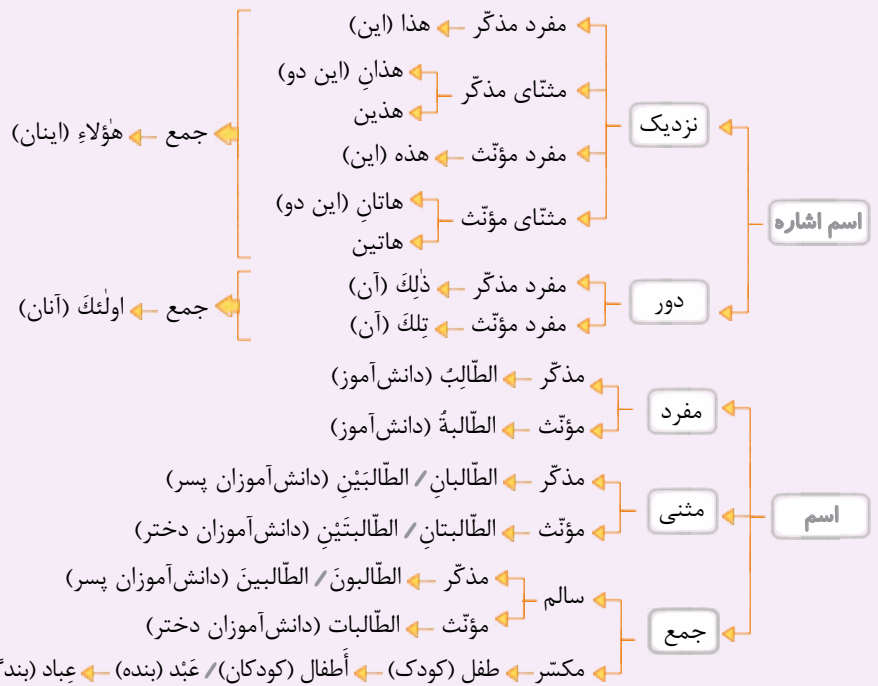 اسم اشاره
نزدیک
مفرد مذکّر ← هذا (این)
مثنّای مذکّر
هذانِ (این دو)
هذین
مفرد مؤنّث ← هذه (این)
مثنّای مؤنّث
هاتانِ (این دو)
هاتین
جمع ← هٰؤلاءِ (اینان)
دور
مفرد مذکّر ← ذٰلِكَ (آن)
مفرد مؤنّث ← تِلكَ (آن)
جمع ← اولٰئكَ (آنان)
اسم
مفرد
مذکّر ← الطّالِبُ (دانش‌آموز)
مؤنّث ← الطّالبةُ (دانش‌آموز)
مثنی
مذکّر ← الطّالبانِ / الطّالبَیْنِ (دانش‌آموزان پسر)
مؤنّث ← الطّالبتانِ / الطّالبتَیْنِ (دانش‌آموزان دختر)
جمع
سالم
مذکّر ← الطّالبونَ / الطّالبینَ (دانش‌آموزان پسر)
مؤنّث ← الطّالبات (دانش‌آموزان دختر)
مکسّر ← طفل (کودک) ← أَطفال (کودکان) / عَبْد (بنده) ← عِباد